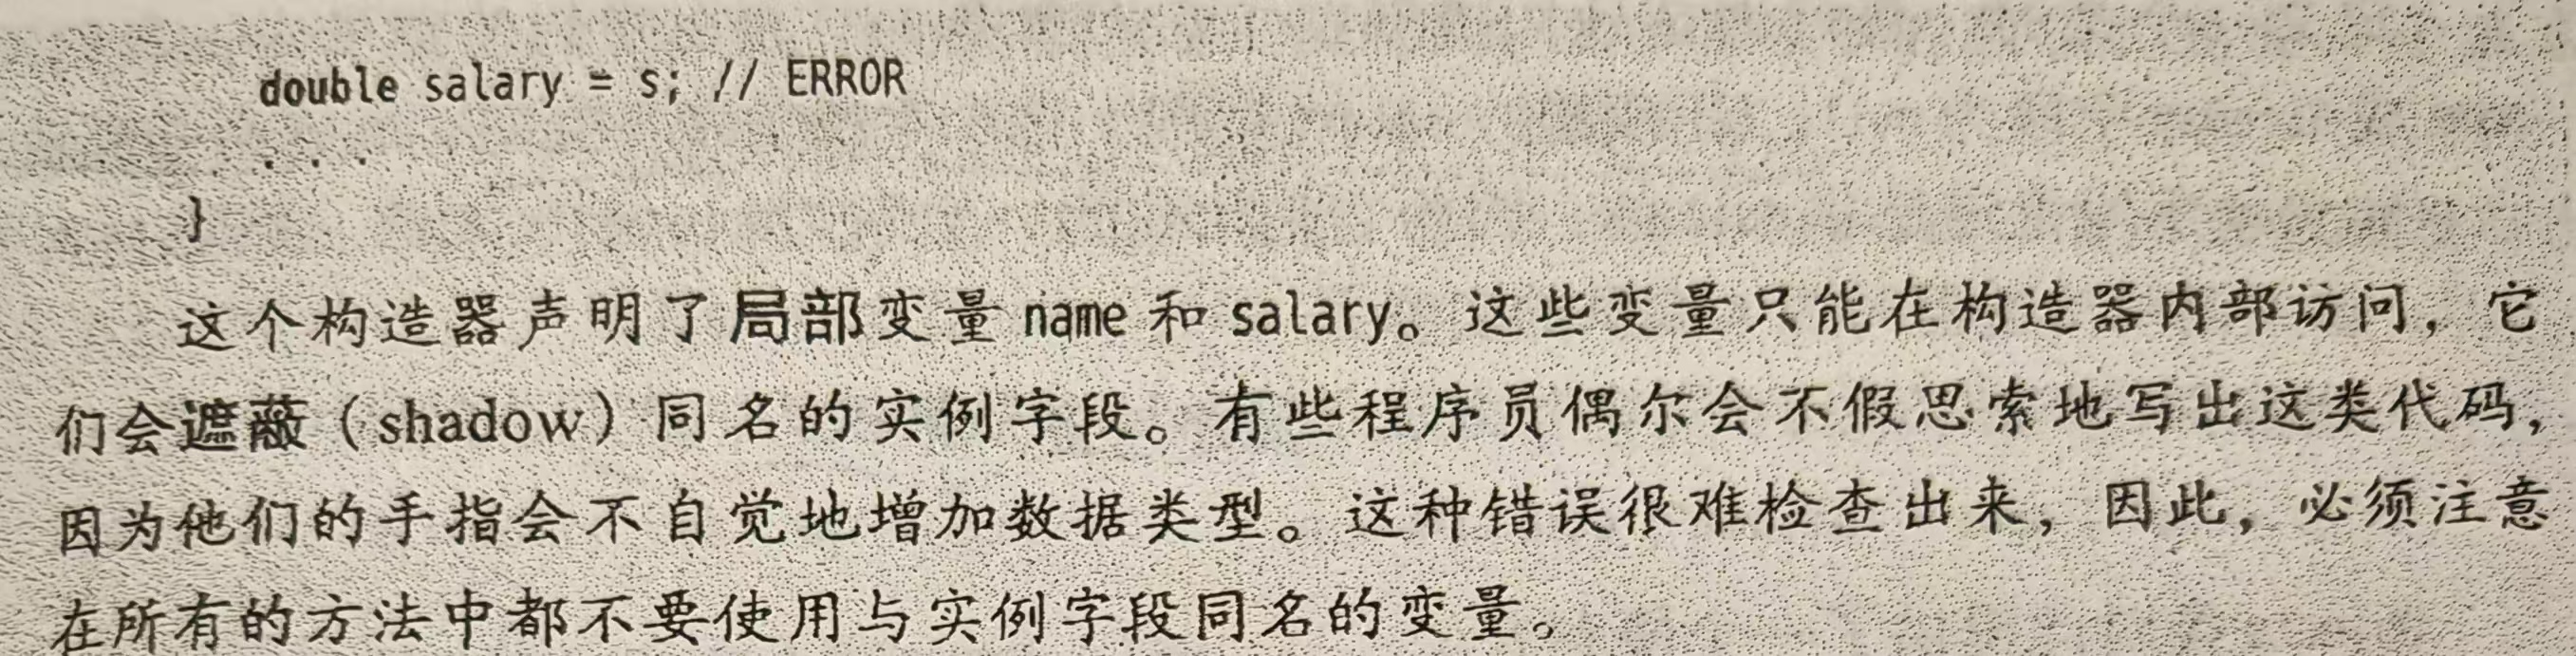 double salary = s; // ERROR
. . .
}
这个构造器声明了局部变量 name 和 salary。这些变量只能在构造器内部访问，它
们会遮蔽（shadow）同名的实例字段。有些程序员偶尔会不假思索地写出这类代码，
因为他们的手指会不自觉地增加数据类型。这种错误很难检查出来，因此，必须注意
在所有的方法中都不要使用与实例字段同名的变量。